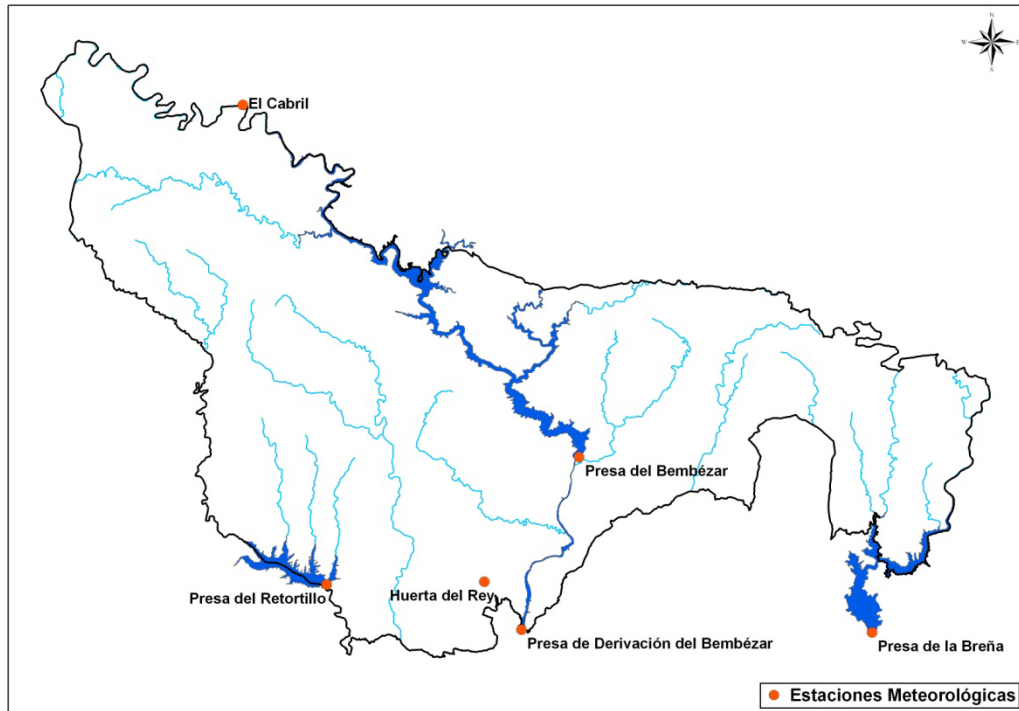 N
W
E
S
El Cabril
Presa del Bembézar
Presa del Retortillo
Huerta del Rey
Presa de Derivación del Bembézar
Presa de la Breña
Estaciones Meteorológicas